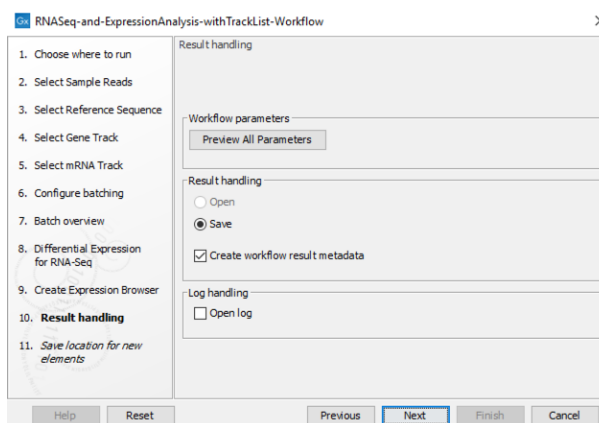 Gx RNASeq-and-ExpressionAnalysis-withTrackList-Workflow
1. Choose where to run
2. Select Sample Reads
3. Select Reference Sequence
4. Select Gene Track
5. Select mRNA Track
6. Configure batching
7. Batch overview
8. Differential Expression
for RNA-Seq
9. Create Expression Browser
10. Result handling
11. Save location for new
elements
Result handling
Workflow parameters
Preview All Parameters
Result handling
Open
Save
Create workflow result metadata
Log handling
Open log
Help Reset Previous Next Finish Cancel